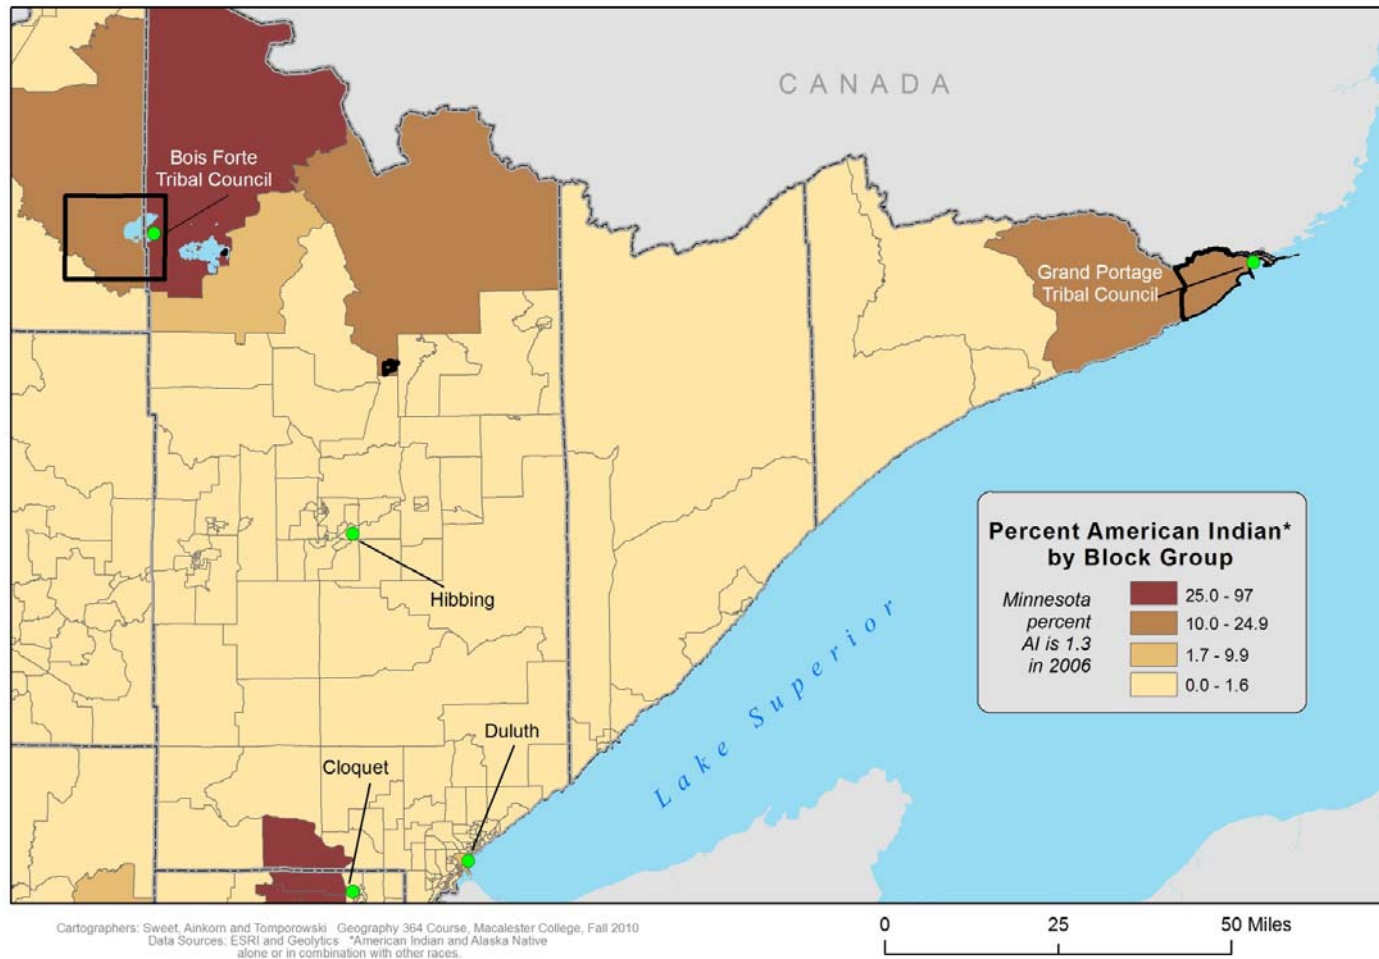 CANADA
Bois Forte
Tribal Council
Grand Portage
Tribal Council
Hibbing
Lake Superior
Duluth
Cloquet
Percent American Indian*
by Block Group
Minnesota
percent
AI is 1.3
in 2006
25.0 - 97
10.0 - 24.9
1.7 - 9.9
0.0 - 1.6
Cartographers: Sweet, Ainkorn and Tomporowski Geography 364 Course, Macalester College, Fall 2010
Data Sources: ESRI and Geolytics *American Indian and Alaska Native
alone or in combination with other races.
0 25 50 Miles